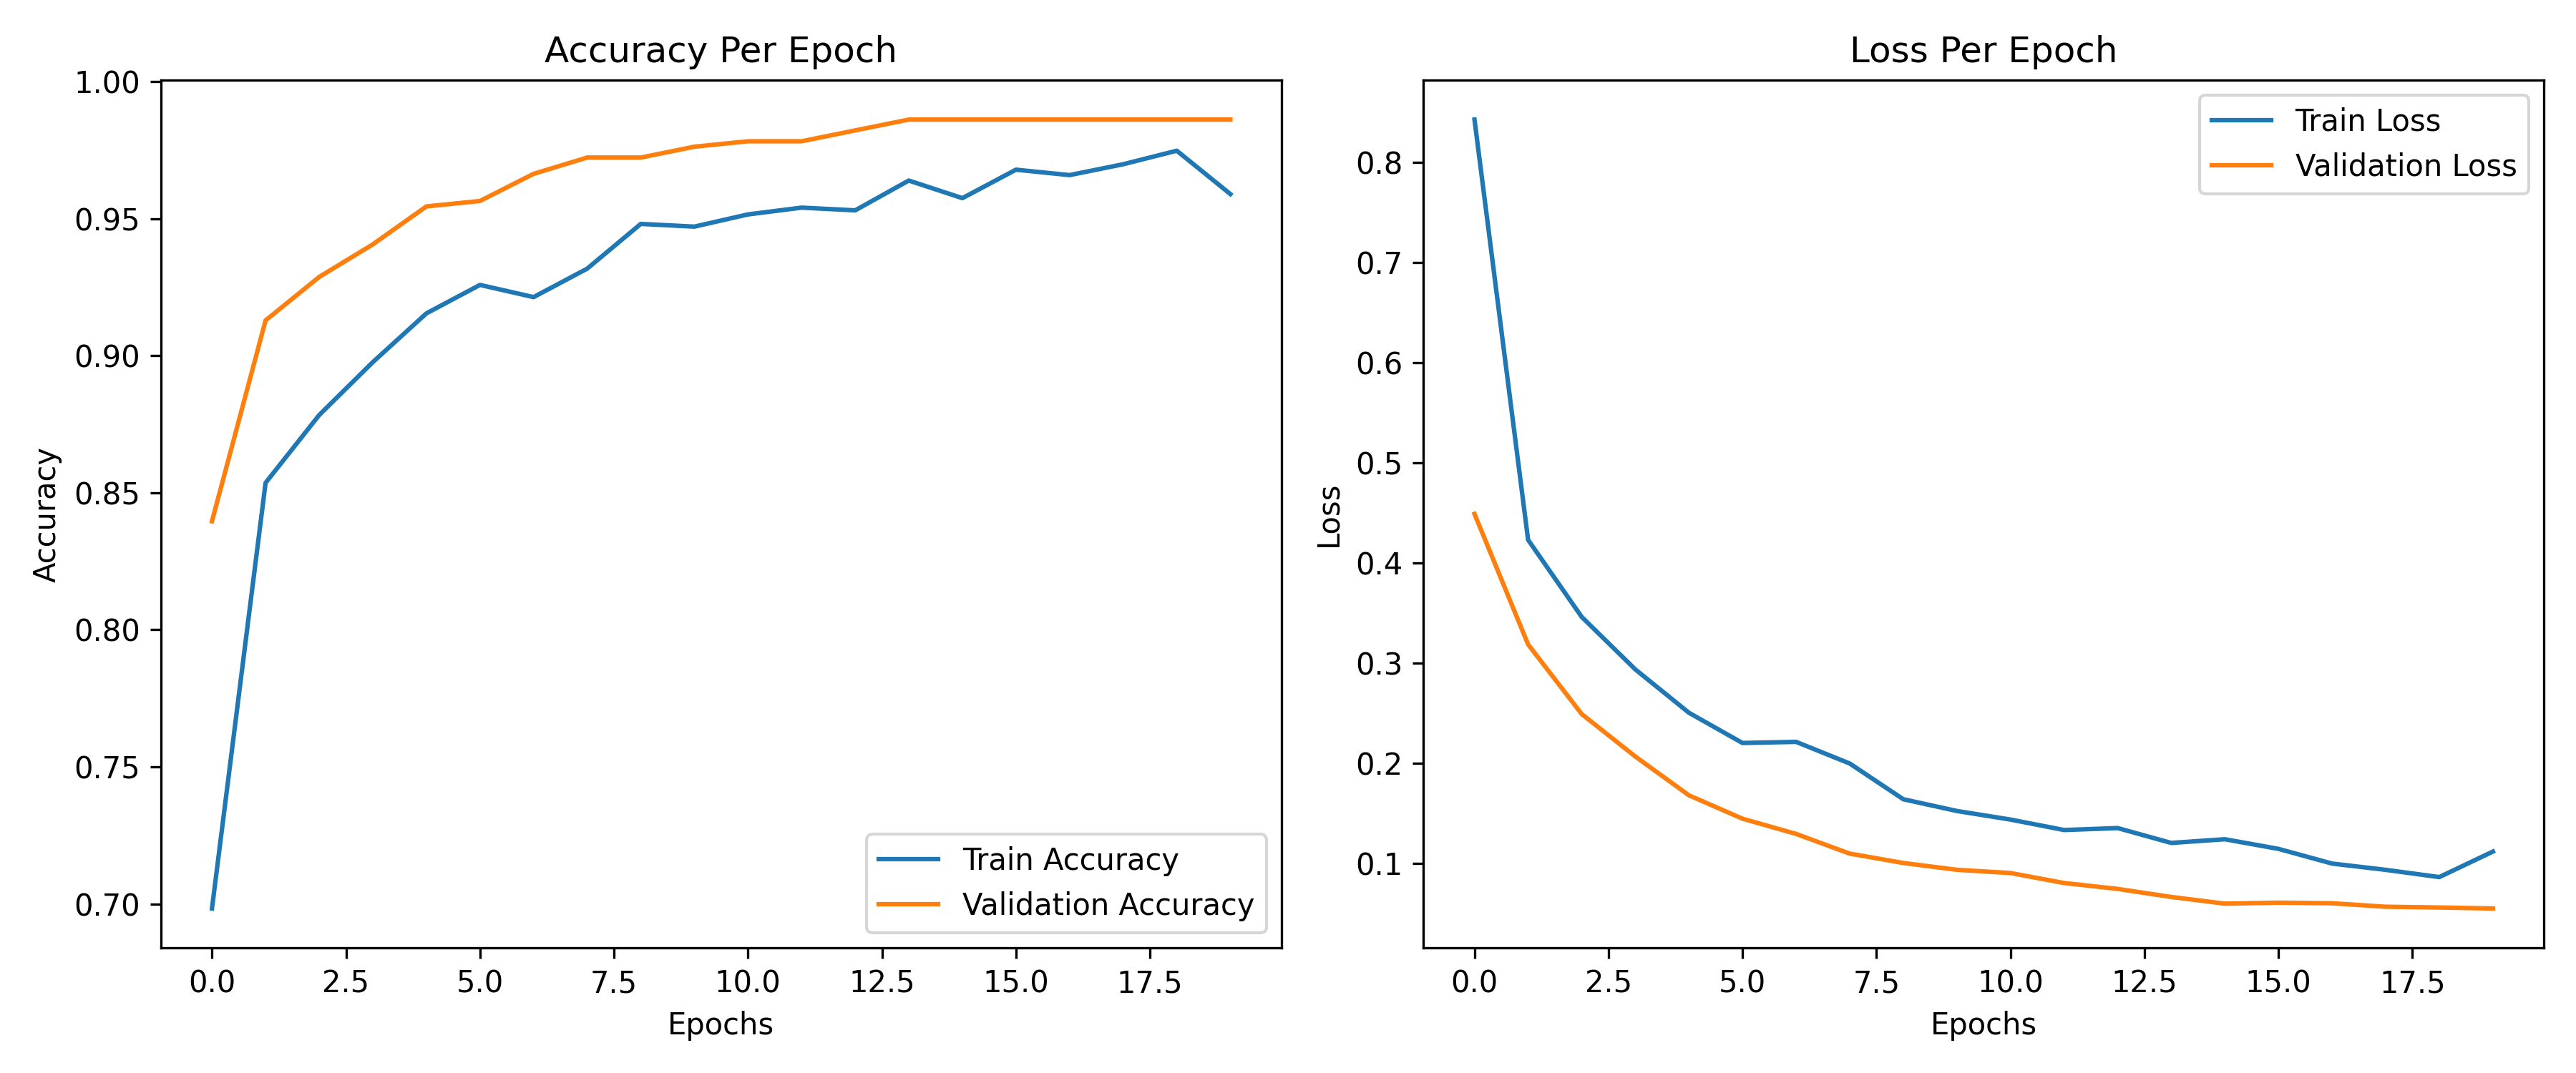 Accuracy Per Epoch
1.00
0.95
0.90
0.85
0.80
0.75
0.70
Accuracy
Train Accuracy
Validation Accuracy
0.0 2.5 5.0 7.5 10.0 12.5 15.0 17.5
Epochs
Loss Per Epoch
Train Loss
Validation Loss
0.8
0.7
0.6
0.5
0.4
0.3
0.2
0.1
Loss
0.0 2.5 5.0 7.5 10.0 12.5 15.0 17.5
Epochs